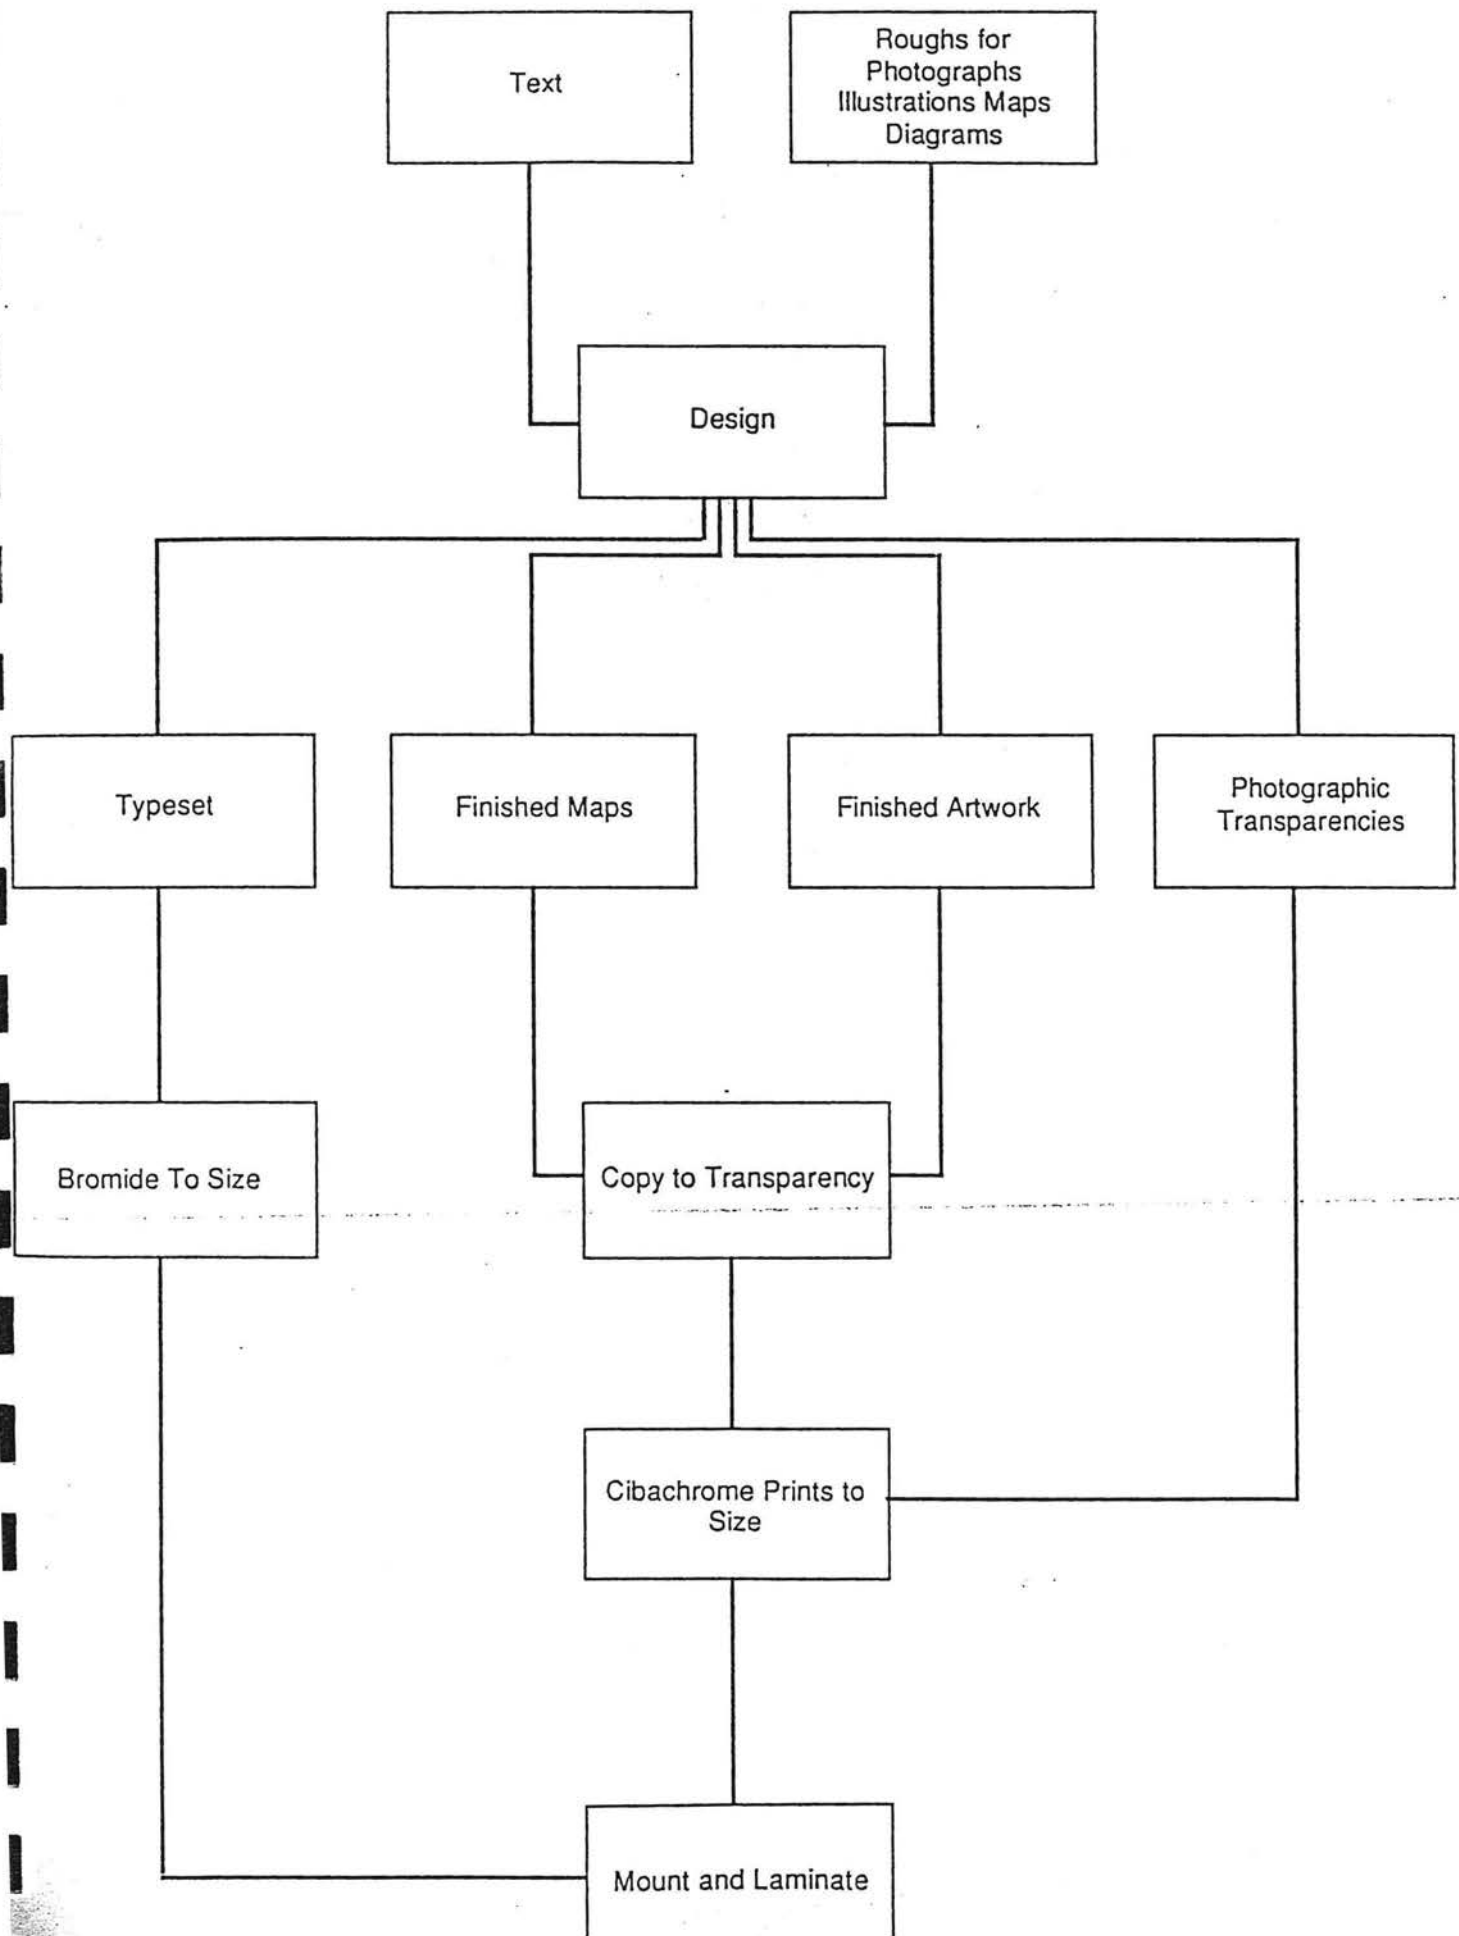 Text
Roughs for
Photographs
Illustrations Maps
Diagrams
Design
Typeset
Finished Maps
Finished Artwork
Photographic
Transparencies
Bromide To Size
Copy to Transparency
Cibachrome Prints to
Size
Mount and Laminate